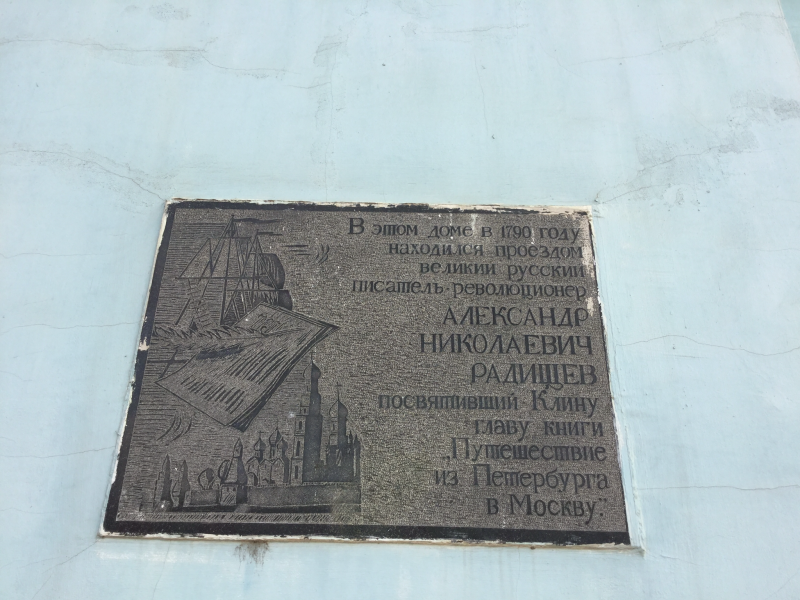 В этом доме в 1790 году
находился проездом
великий русский
писатель-революционер
АЛЕКСАНДР
НИКОЛАЕВИЧ
РАДИЩЕВ
посвятивший Клину
главу книги
„Путешествие
из Петербурга
в Москву".